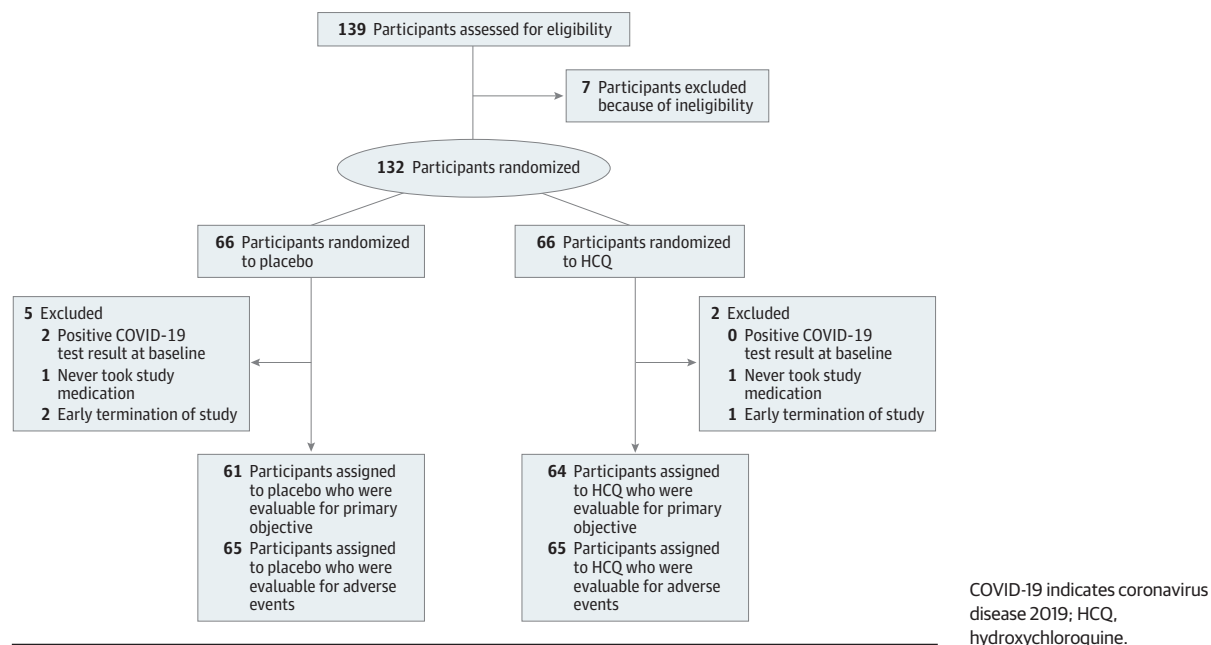 139 Participants assessed for eligibility
7 Participants excluded
because of ineligibility
132 Participants randomized
66 Participants randomized
to placebo
66 Participants randomized
to HCQ
5 Excluded
2 Positive COVID-19
test result at baseline
1 Never took study
medication
2 Early termination of study
2 Excluded
0 Positive COVID-19
test result at baseline
1 Never took study
medication
1 Early termination of study
61 Participants assigned
to placebo who were
evaluable for primary
objective
65 Participants assigned
to placebo who were
evaluable for adverse
events
64 Participants assigned
to HCQ who were
evaluable for primary
objective
65 Participants assigned
to HCQ who were
evaluable for adverse
events
COVID-19 indicates coronavirus
disease 2019; HCQ,
hydroxychloroquine.